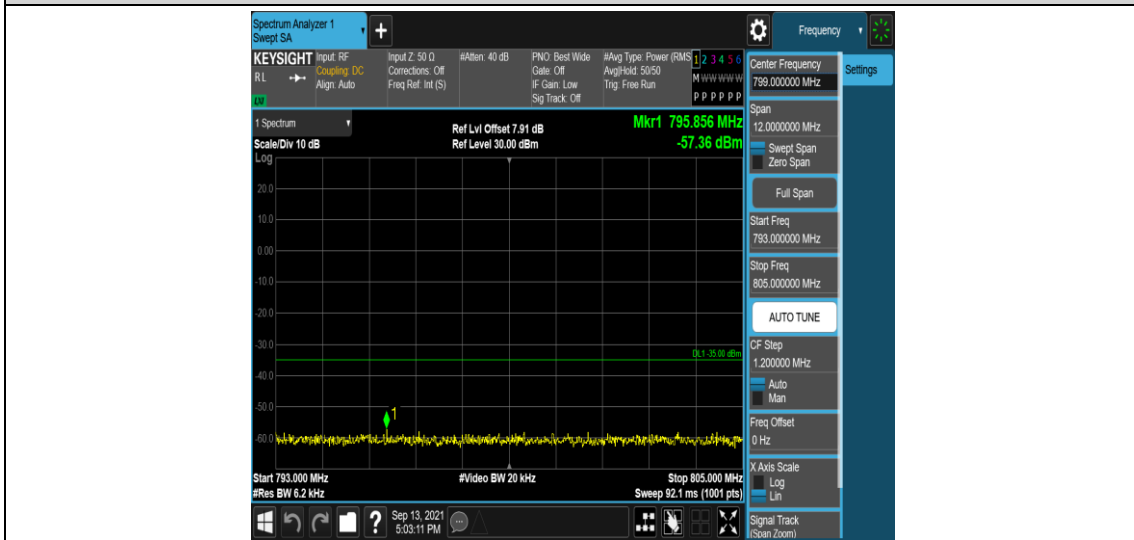 Spectrum Analyzer 1
Swept SA
+
Frequency
KEYSIGHT
RL
LXI
Input: RF
Coupling: DC
Align: Auto
Input Z: 50 Ω
Corrections: Off
Freq Ref: Int (S)
#Atten: 40 dB
PNO: Best Wide
Gate: Off
IF Gain: Low
Sig Track: Off
#Avg Type: Power (RMS
Avg|Hold: 50/50
Trig: Free Run
1 2 3 4 5 6
M W W W W W
P P P P P P
1 Spectrum
Scale/Div 10 dB
Ref Lvl Offset 7.91 dB
Ref Level 30.00 dBm
Mkr1 795.856 MHz
-57.36 dBm
Log
20.0
10.0
0.00
-10.0
-20.0
-30.0
DL1 -35.00 dBm
-40.0
-50.0
1
-60.0
Start 793.000 MHz
#Res BW 6.2 kHz
#Video BW 20 kHz
Stop 805.000 MHz
Sweep 92.1 ms (1001 pts)
Center Frequency
799.000000 MHz
Settings
Span
12.0000000 MHz
Swept Span
Zero Span
Full Span
Start Freq
793.000000 MHz
Stop Freq
805.000000 MHz
AUTO TUNE
CF Step
1.200000 MHz
Auto
Man
Freq Offset
0 Hz
X Axis Scale
Log
Lin
Signal Track
(Span Zoom)
?
Sep 13, 2021
5:03:11 PM